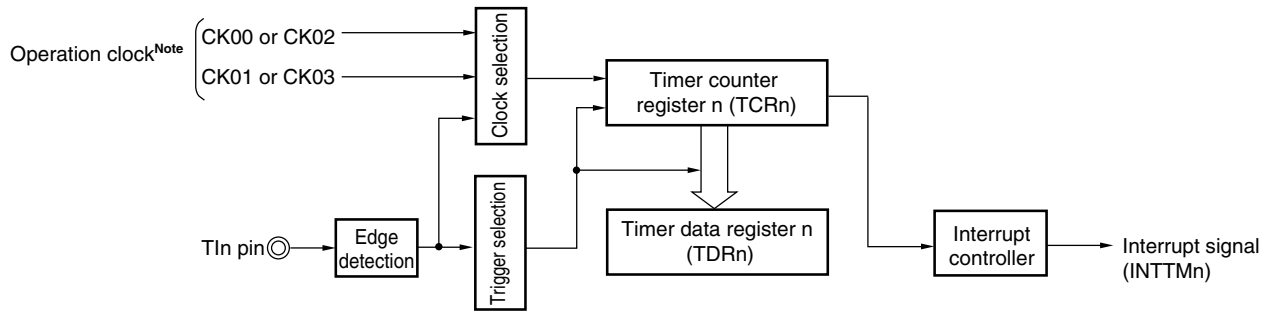 Operation clockNote
CK00 or CK02
CK01 or CK03
Clock selection
Timer counter
register n (TCRn)
TIn pin
Edge
detection
Trigger selection
Timer data register n
(TDRn)
Interrupt
controller
Interrupt signal
(INTTMn)